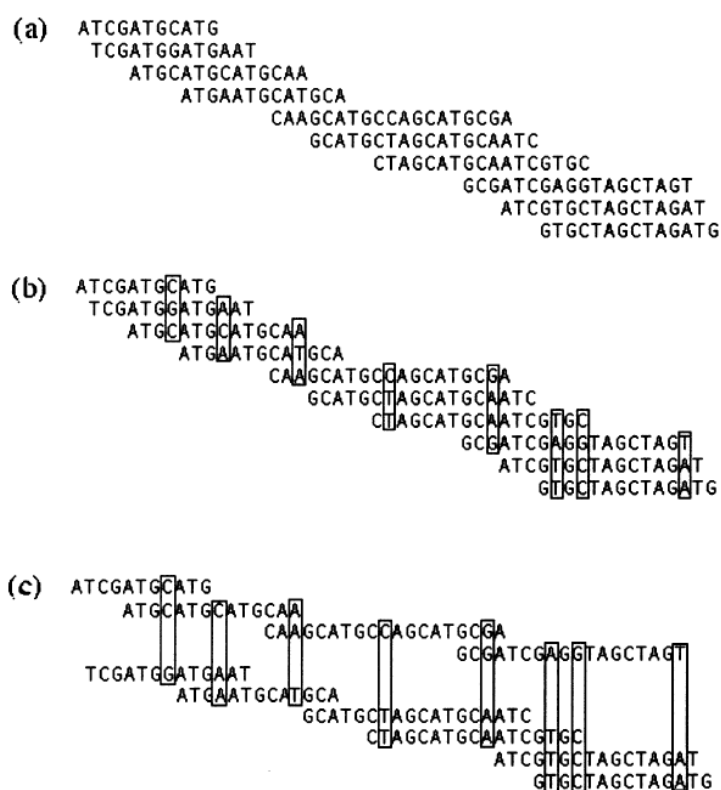 (a) ATCGATGCATG
TCGATGGATGAAT
ATGCATGCATGCAA
ATGAATGCATGCA
CAAGCATGCCAGCATGCGA
GCATGCTAGCATGCAATC
CTAGCATGCAATCGTGC
GCGATCGAGGTAGCTAGT
ATCGTGCTAGCTAGAT
GTGCTAGCTAGATG
(b) ATCGATGCATG
TCGATGGATGAAT
ATGCATGCATGCAA
ATGAATGCATGCA
CAAGCATGCCAGCATGCGA
GCATGCTAGCATGCAATC
CTAGCATGCAATCGTGC
GCGATCGAGGTAGCTAGT
ATCGTGCTAGCTAGAT
GTGCTAGCTAGATG
(c) ATCGATGCATG
ATGCATGCATGCAA
CAAGCATGCCAGCATGCGA
GCGATCGAGGTAGCTAGT
TCGATGGATGAAT
ATGAATGCATGCA
GCATGCTAGCATGCAATC
CTAGCATGCAATCGTGC
ATCGTGCTAGCTAGAT
GTGCTAGCTAGATG